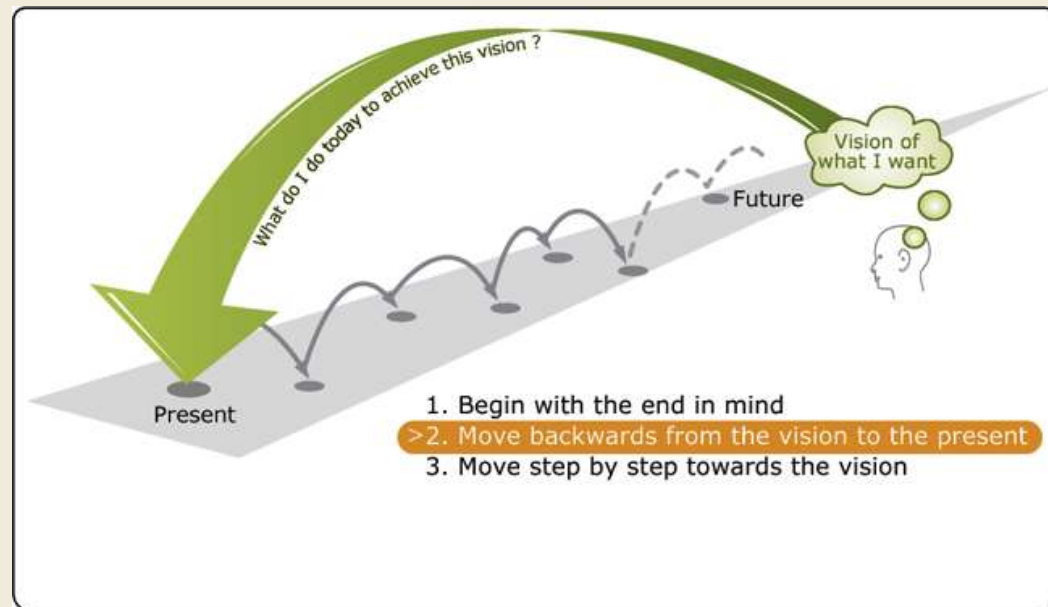 What do I do today to achieve this vision ?
Vision of
what I want
Future
Present
1. Begin with the end in mind
>2. Move backwards from the vision to the present
3. Move step by step towards the vision